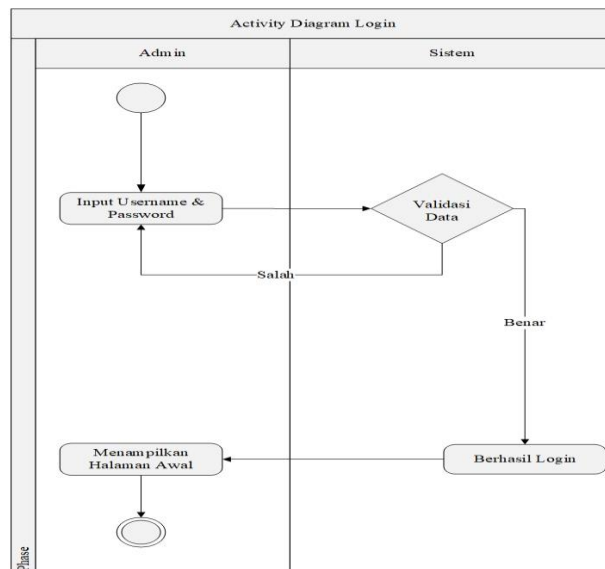 Activity Diagram Login
Admin
Sistem
Input Username &
Password
Validasi
Data
Salah
Benar
Menampilkan
Halaman Awal
Berhasil Login
Phase